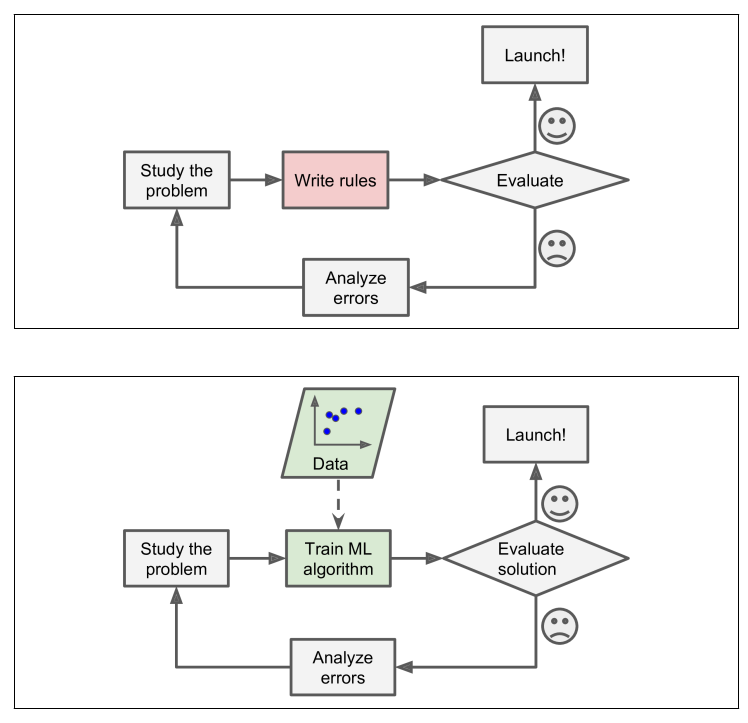 Launch!
Study the
problem
Write rules
Evaluate
Analyze
errors
Data
Launch!
Study the
problem
Train ML
algorithm
Evaluate
solution
Analyze
errors